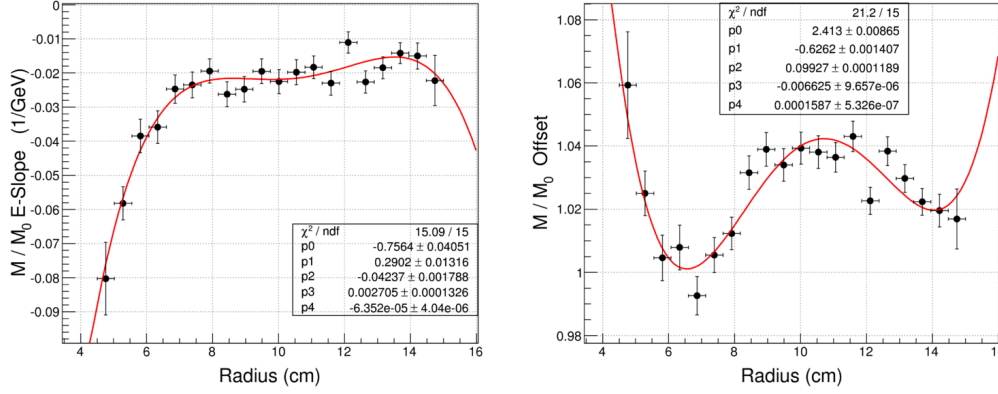 M / M₀ E-Slope (1/GeV)
-0.01
-0.02
-0.03
-0.04
-0.05
-0.06
-0.07
-0.08
-0.09
χ² / ndf 15.09 / 15
p0 -0.7564 ± 0.04051
p1 0.2902 ± 0.01316
p2 -0.04237 ± 0.001788
p3 0.002705 ± 0.0001326
p4 -6.352e-05 ± 4.04e-06
4 6 8 10 12 14 16
Radius (cm)
M / M₀ Offset
1.08
1.06
1.04
1.02
1
0.98
χ² / ndf 21.2 / 15
p0 2.413 ± 0.00865
p1 -0.6262 ± 0.001407
p2 0.09927 ± 0.0001189
p3 -0.006625 ± 9.657e-06
p4 0.0001587 ± 5.326e-07
4 6 8 10 12 14
Radius (cm)